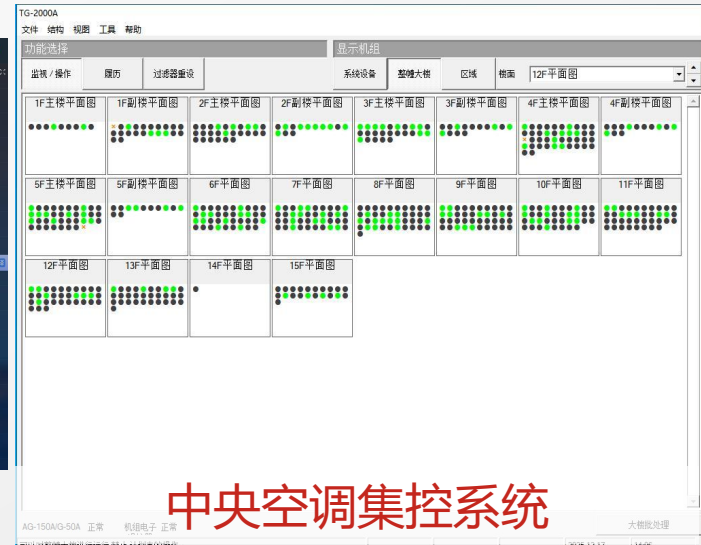 TG-2000A
文件 结构 视图 工具 帮助
功能选择 显示机组
监视 / 操作 履历 过滤器重设 系统设备 整幢大楼 区域 楼面 12F平面图
1F主楼平面图 1F副楼平面图 2F主楼平面图 2F副楼平面图 3F主楼平面图 3F副楼平面图 4F主楼平面图 4F副楼平面图
5F主楼平面图 5F副楼平面图 6F平面图 7F平面图 8F平面图 9F平面图 10F平面图 11F平面图
12F平面图 13F平面图 14F平面图 15F平面图
中央空调集控系统
AG-150A/G-50A 正常 机组电子 正常 大楼批处理